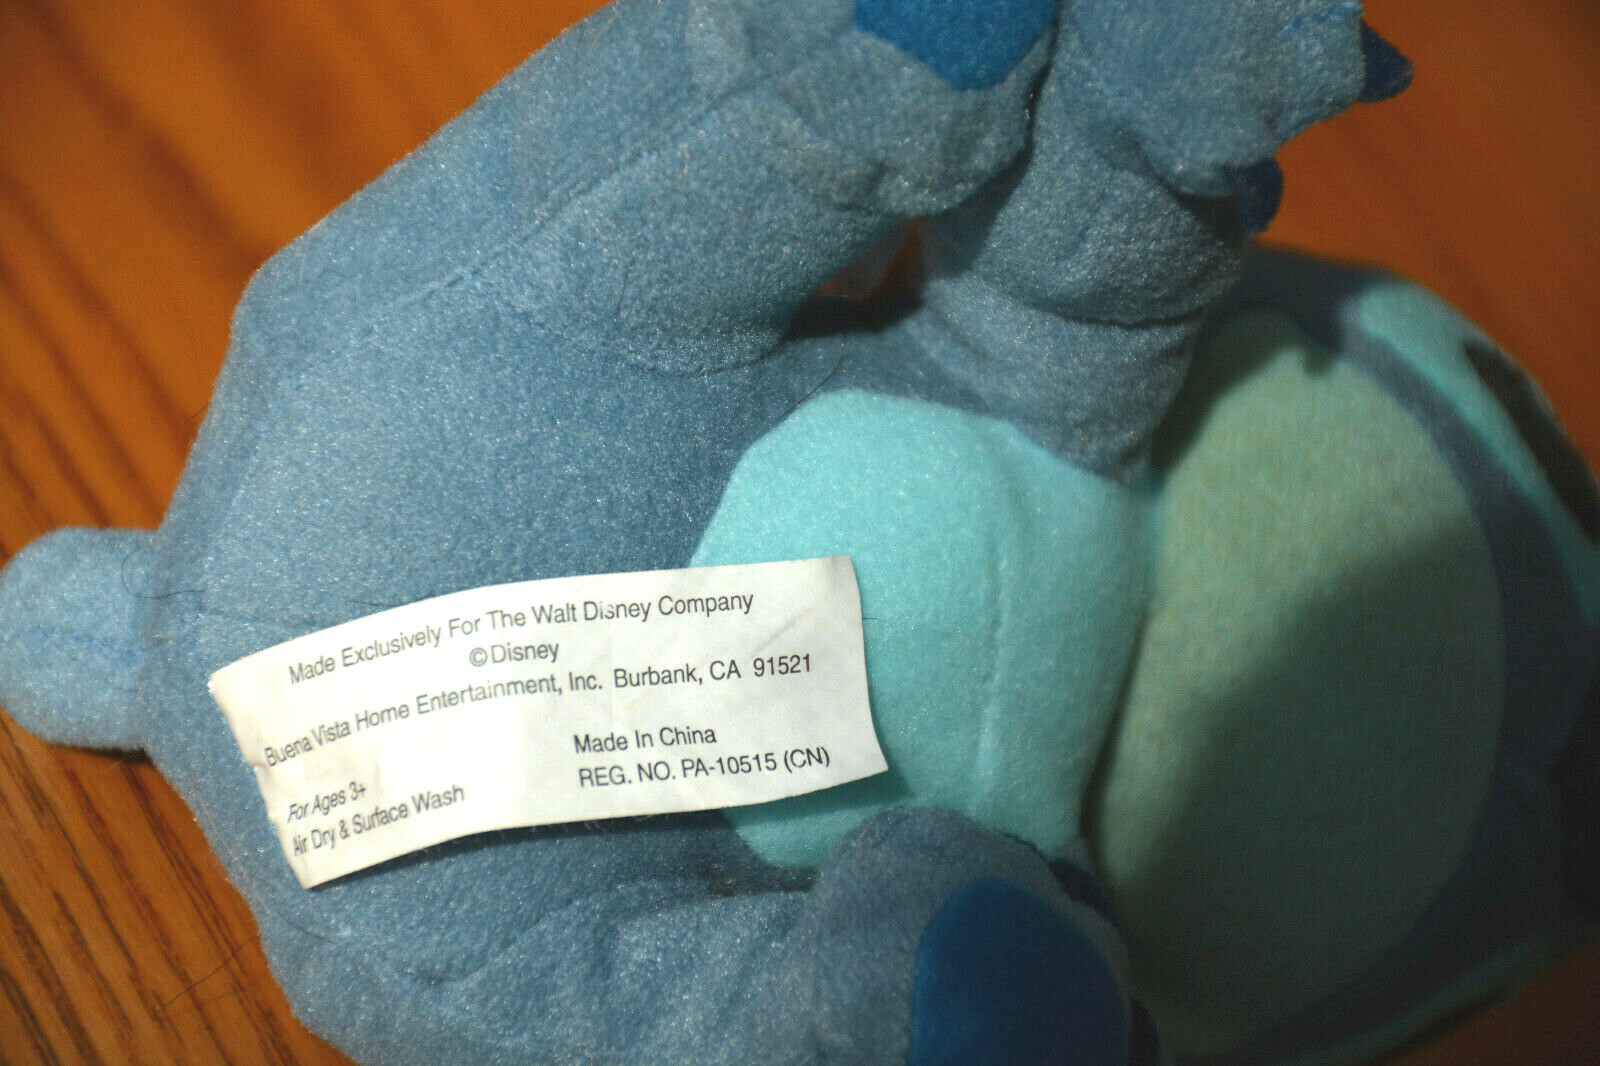 Made Exclusively For The Walt Disney Company
©Disney
Buena Vista Home Entertainment, Inc. Burbank, CA 91521
Made In China
REG. NO. PA-10515 (CN)
For Ages 3+
Air Dry & Surface Wash